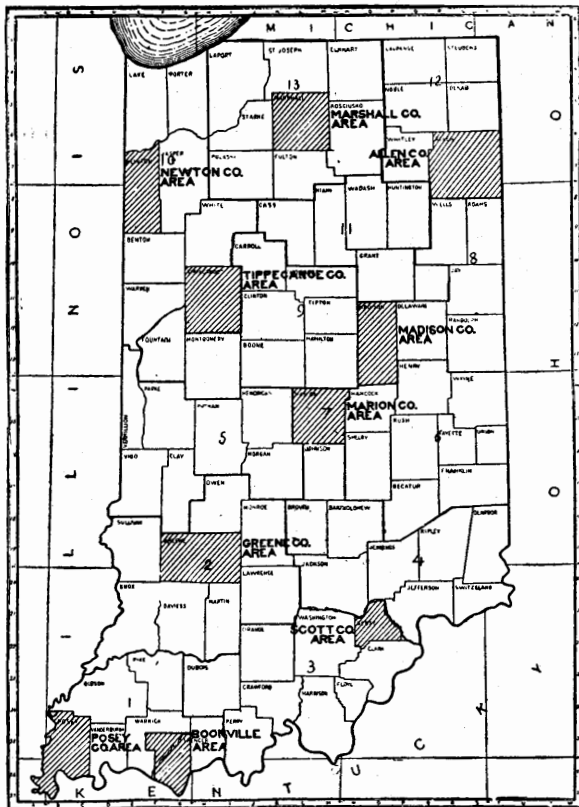 M I C H I G A N
LAPORT
ST JOSEPH
ELKHART
LAGRANGE
STEUBEN
LAKE
PORTER
13
12
NOBLE
DEKALB
STARKE
KOSCIUSKO
MARSHALL CO.
AREA
WHITLEY
ALLEN CO.
AREA
10
JASPER
NEWTON CO.
AREA
PULASKI
FULTON
MIAMI
WABASH
HUNTINGTON
WELLS
ADAMS
WHITE
CASS
11
8
BENTON
CARROLL
GRANT
JAY
TIPPECANOE CO.
AREA
WARREN
CLINTON
9
TIPTON
DELAWARE
RANDOLPH
MADISON CO.
AREA
FOUNTAIN
MONTGOMERY
BOONE
HAMILTON
HENRY
WAYNE
PARKE
PUTNAM
HENDRICKS
MARION
7
HANCOCK
MARION CO.
AREA
VERMILLION
5
RUSH
6
FAYETTE
UNION
VIGO
CLAY
MORGAN
JOHNSON
SHELBY
OWEN
DECATUR
FRANKLIN
SULLIVAN
MONROE
BROWN
BARTHOLOMEW
RIPLEY
DEARBORN
GREENE
2
GREENE CO.
AREA
JENNINGS
4
KNOX
LAWRENCE
JACKSON
JEFFERSON
SWITZERLAND
DAVIESS
MARTIN
WASHINGTON
SCOTT
SCOTT CO.
AREA
ORANGE
3
CLARK
PIKE
DUBOIS
GIBSON
CRAWFORD
HARRISON
FLOYD
1
POSEY
VANDERBURGH
WARRICK
PERRY
POSEY
CO. AREA
BOONVILLE
AREA
I L L I N O I S
O H I O
K E N T U C K Y